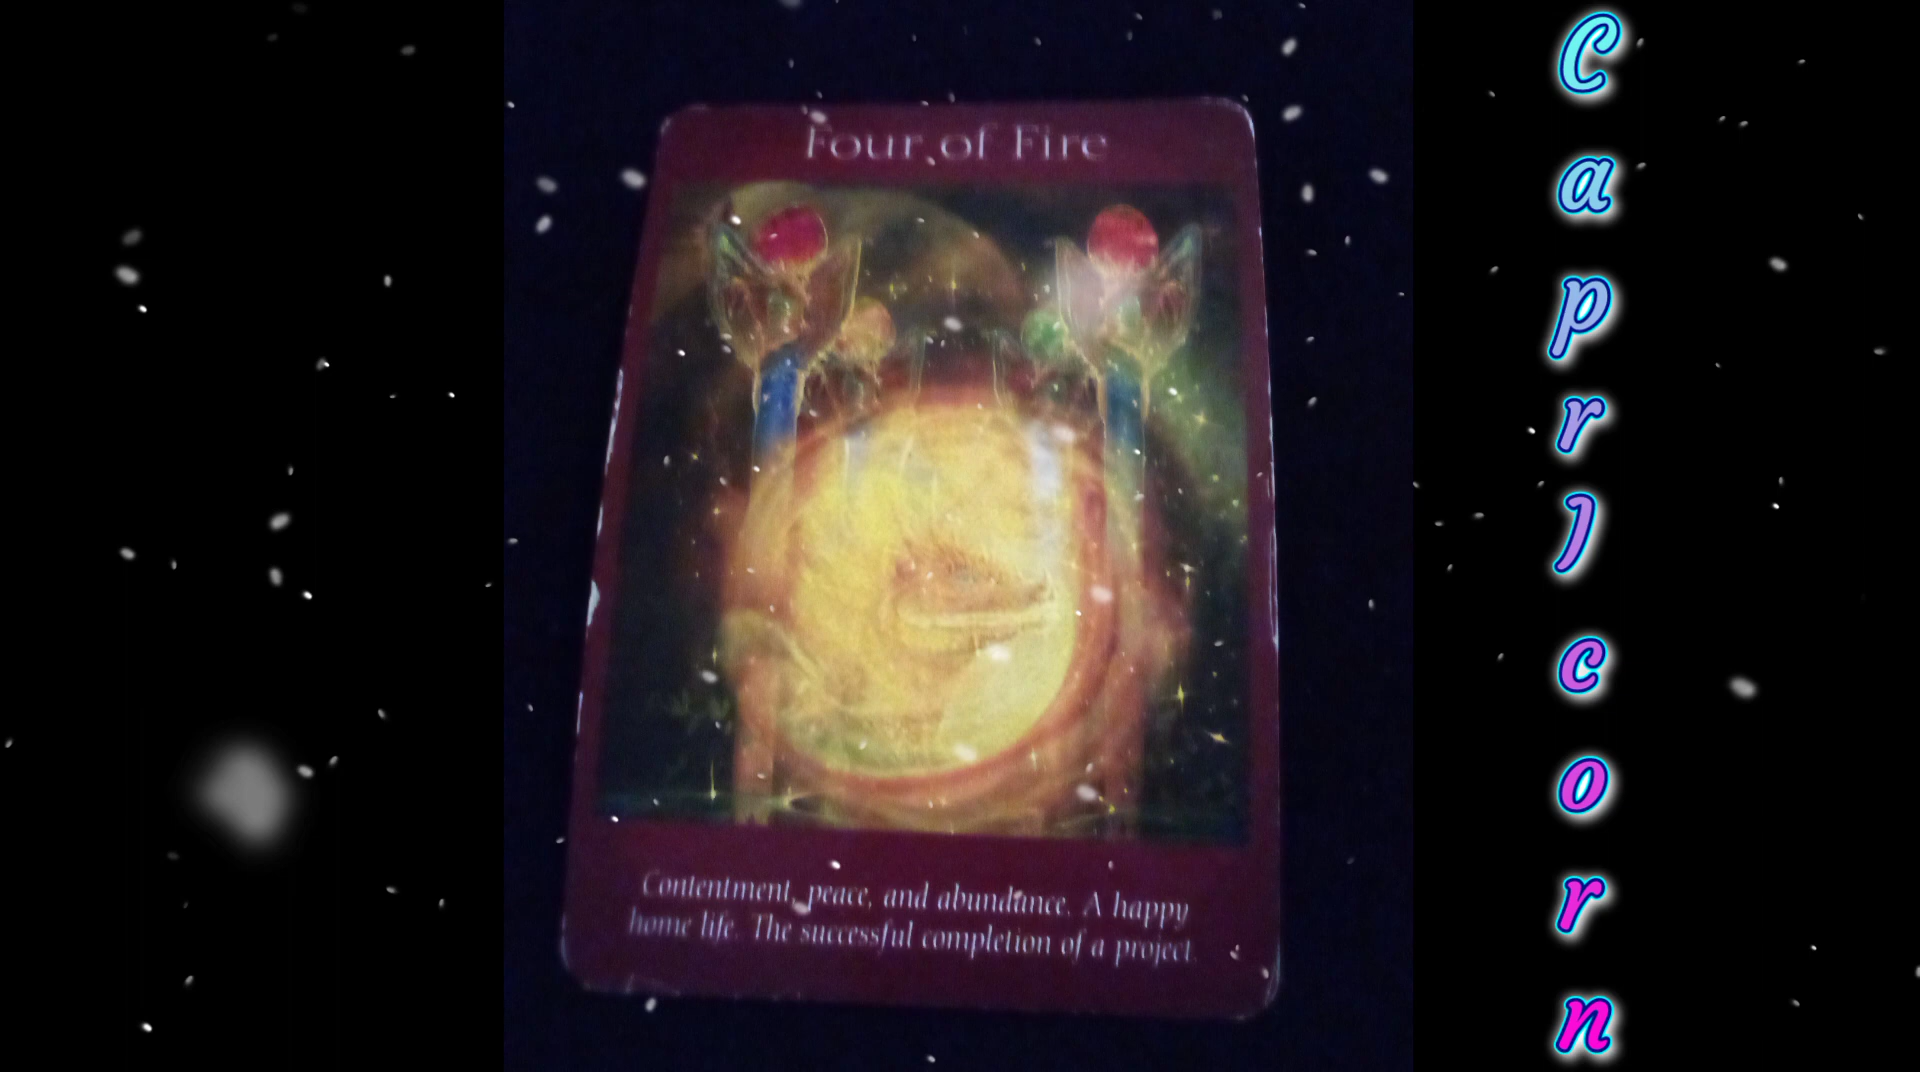 Four of Fire
Contentment, peace, and abundance. A happy
home life. The successful completion of a project.
Capricorn